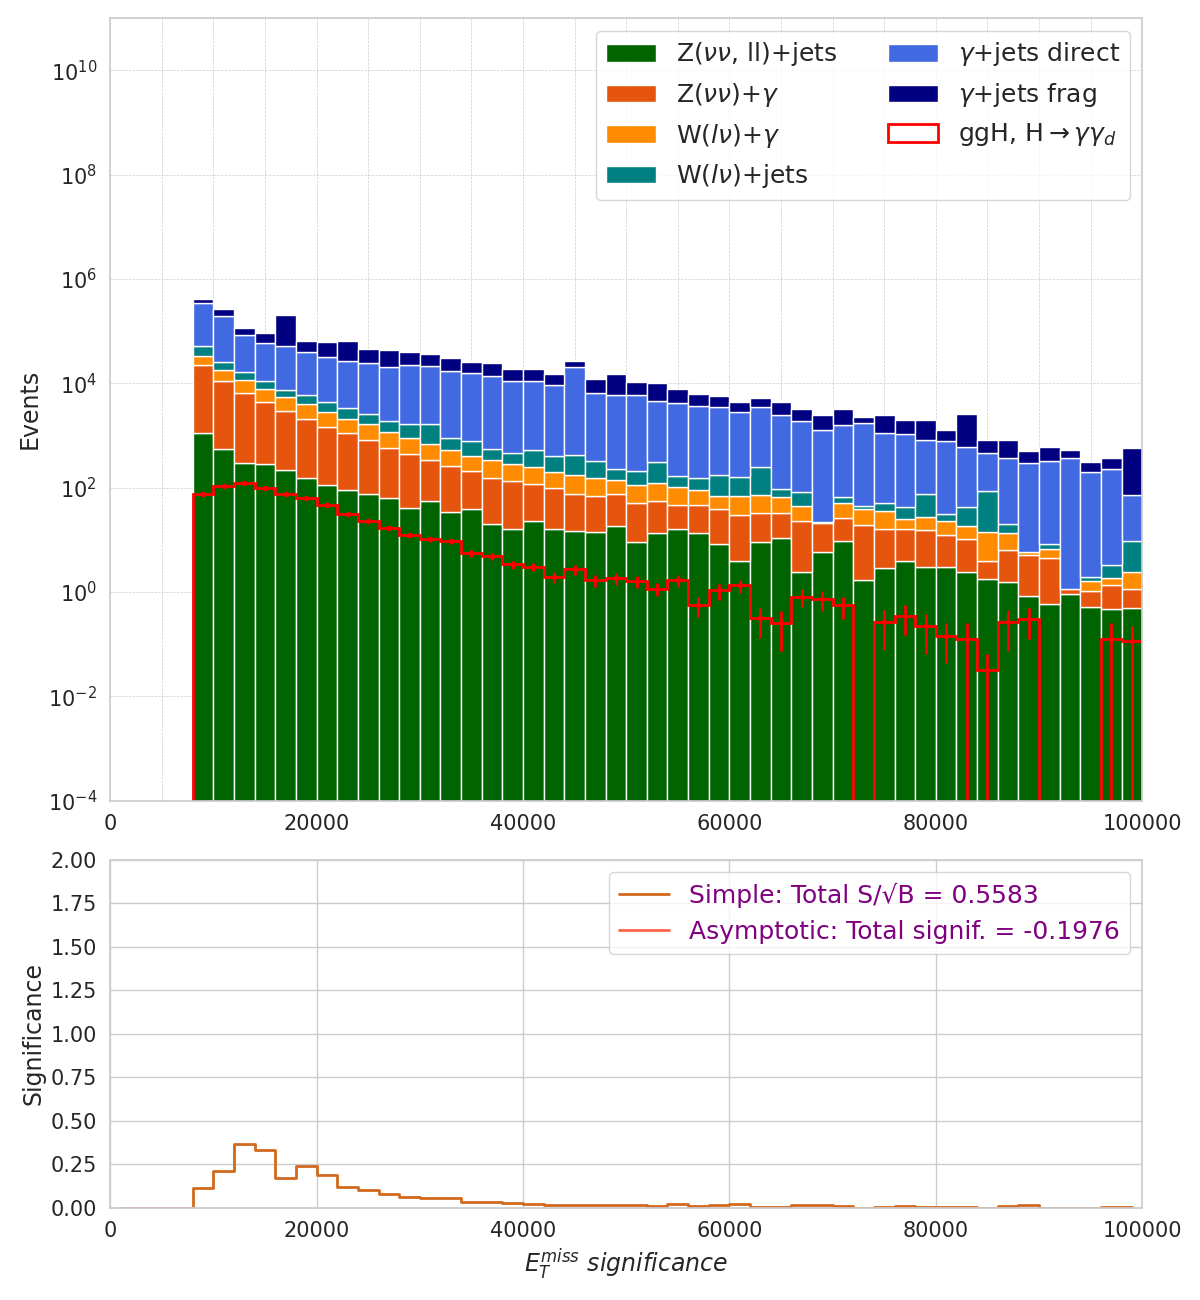 Events
10^10
10^8
10^6
10^4
10^2
10^0
10^−2
10^−4
Z(νν, ll)+jets
Z(νν)+γ
W(lν)+γ
W(lν)+jets
γ+jets direct
γ+jets frag
ggH, H→γγ_d
0 20000 40000 60000 80000 100000
Significance
2.00
1.75
1.50
1.25
1.00
0.75
0.50
0.25
0.00
Simple: Total S/√B = 0.5583
Asymptotic: Total signif. = -0.1976
0 20000 40000 60000 80000 100000
E_T^miss significance